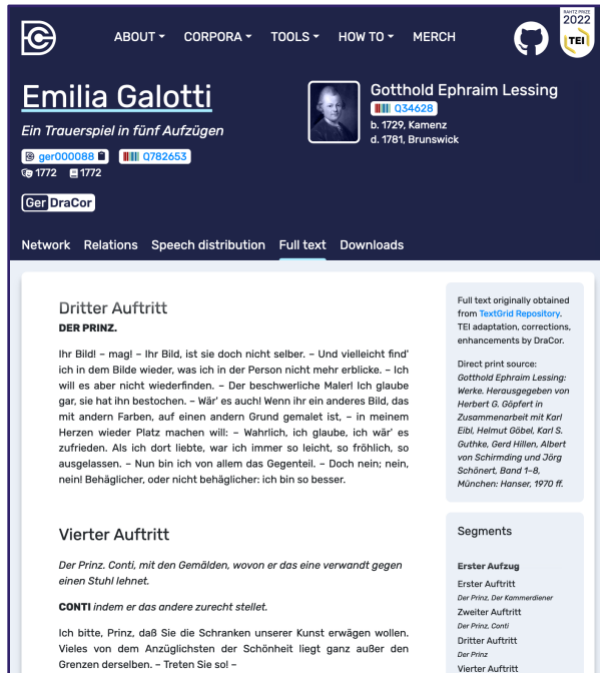 ABOUT CORPORA TOOLS HOW TO MERCH
RAHTZ PRIZE
2022
TEI
Emilia Galotti
Ein Trauerspiel in fünf Aufzügen
ger000088 Q782653
1772 1772
GerDraCor
Gotthold Ephraim Lessing
Q34628
b. 1729, Kamenz
d. 1781, Brunswick
Network Relations Speech distribution Full text Downloads
Dritter Auftritt
DER PRINZ.
Ihr Bild! – mag! – Ihr Bild, ist sie doch nicht selber. – Und vielleicht find'
ich in dem Bilde wieder, was ich in der Person nicht mehr erblicke. – Ich
will es aber nicht wiederfinden. – Der beschwerliche Maler! Ich glaube
gar, sie hat ihn bestochen. – Wär' es auch! Wenn ihr ein anderes Bild, das
mit andern Farben, auf einen andern Grund gemalet ist, – in meinem
Herzen wieder Platz machen will: – Wahrlich, ich glaube, ich wär' es
zufrieden. Als ich dort liebte, war ich immer so leicht, so fröhlich, so
ausgelassen. – Nun bin ich von allem das Gegenteil. – Doch nein; nein,
nein! Behäglicher, oder nicht behäglicher: ich bin so besser.
Vierter Auftritt
Der Prinz. Conti, mit den Gemälden, wovon er das eine verwandt gegen
einen Stuhl lehnet.
CONTI indem er das andere zurecht stellet.
Ich bitte, Prinz, daß Sie die Schranken unserer Kunst erwägen wollen.
Vieles von dem Anzüglichsten der Schönheit liegt ganz außer den
Grenzen derselben. – Treten Sie so! –
Full text originally obtained
from TextGrid Repository.
TEI adaptation, corrections,
enhancements by DraCor.
Direct print source:
Gotthold Ephraim Lessing:
Werke. Herausgegeben von
Herbert G. Göpfert in
Zusammenarbeit mit Karl
Eibl, Helmut Göbel, Karl S.
Guthke, Gerd Hillen, Albert
von Schirmding und Jörg
Schönert, Band 1–8,
München: Hanser, 1970 ff.
Segments
Erster Aufzug
Erster Auftritt
Der Prinz, Der Kammerdiener
Zweiter Auftritt
Der Prinz, Conti
Dritter Auftritt
Der Prinz
Vierter Auftritt